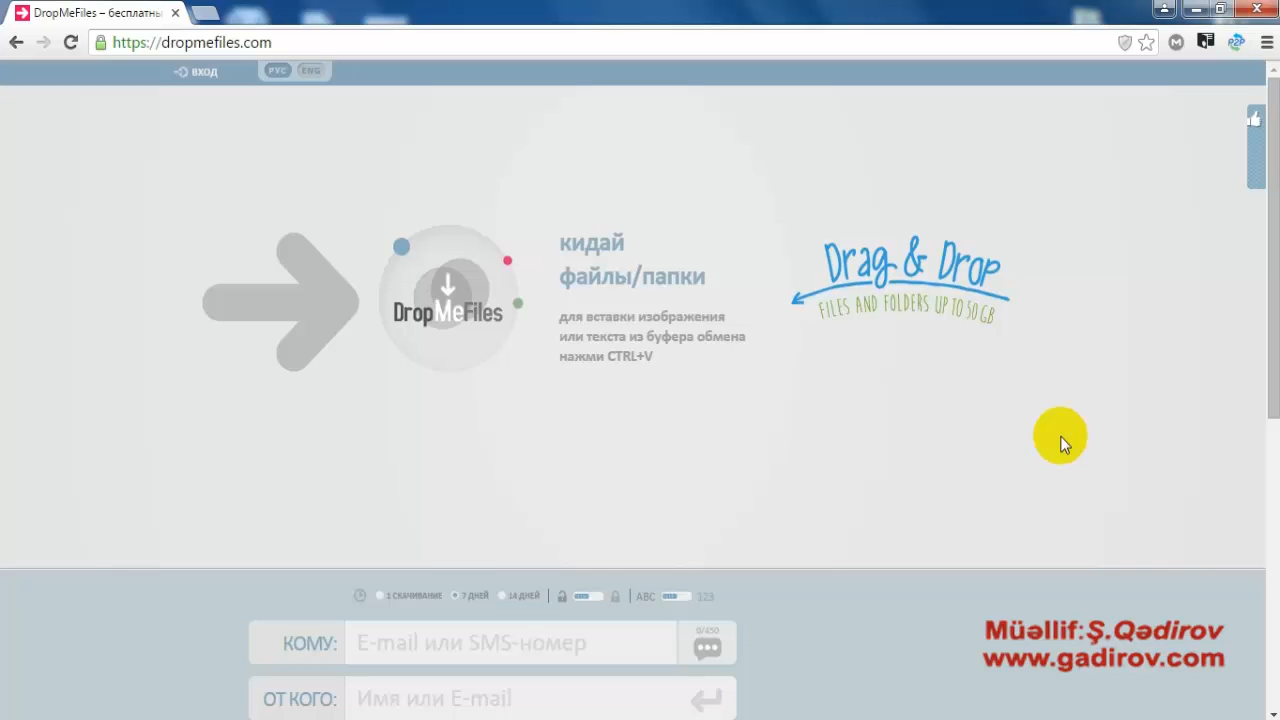 DropMeFiles – бесплатны
https://dropmefiles.com
ВХОД
РУС
ENG
кидай
файлы/папки
для вставки изображения
или текста из буфера обмена
нажми CTRL+V
DropMeFiles
Drag & Drop
FILES AND FOLDERS UP TO 50 GB
1 СКАЧИВАНИЕ
7 ДНЕЙ
14 ДНЕЙ
ABC
123
КОМУ:
E-mail или SMS-номер
0/450
ОТ КОГО:
Имя или E-mail
Müəllif:Ş.Qədirov
www.gadirov.com